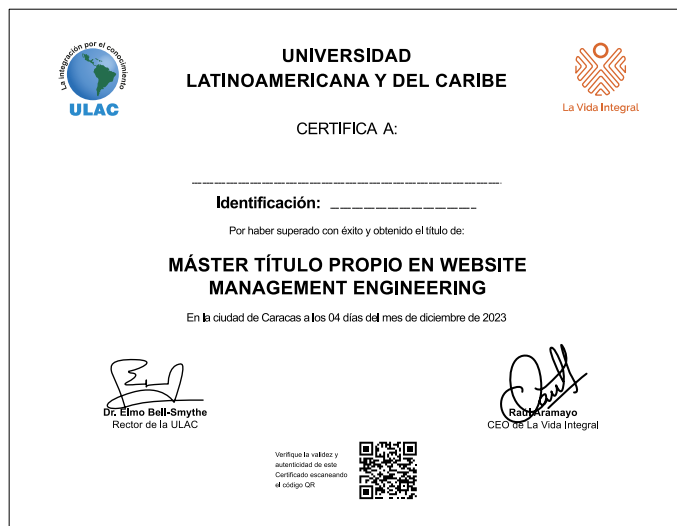 La integración por el conocimiento
ULAC
UNIVERSIDAD
LATINOAMERICANA Y DEL CARIBE
La Vida Integral
CERTIFICA A:
Identificación:
Por haber superado con éxito y obtenido el título de:
MÁSTER TÍTULO PROPIO EN WEBSITE
MANAGEMENT ENGINEERING
En la ciudad de Caracas a los 04 días del mes de diciembre de 2023
Dr. Elmo Bell-Smythe
Rector de la ULAC
Raúl Aramayo
CEO de La Vida Integral
Verifique la validez y
autenticidad de este
Certificado escaneando
el código QR